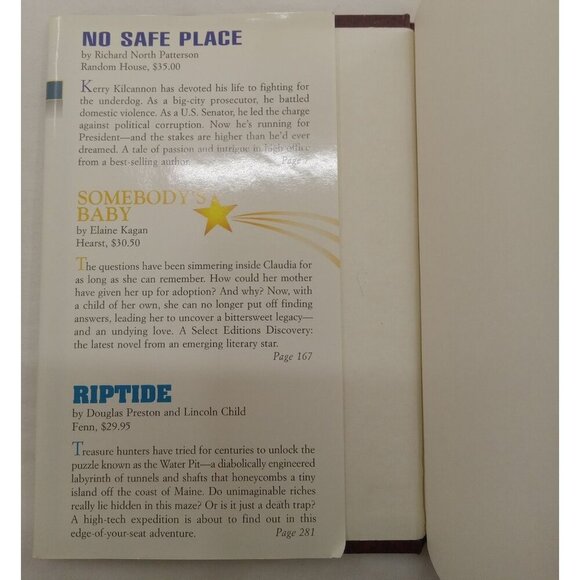 NO SAFE PLACE
by Richard North Patterson
Random House, $35.00
Kerry Kilcannon has devoted his life to fighting for
the underdog. As a big-city prosecutor, he battled
domestic violence. As a U.S. Senator, he led the charge
against political corruption. Now he's running for
President—and the stakes are higher than he'd ever
dreamed. A tale of passion and intrigue in high office
from a best-selling author. Page 7
SOMEBODY'S
BABY
by Elaine Kagan
Hearst, $30.50
The questions have been simmering inside Claudia for
as long as she can remember. How could her mother
have given her up for adoption? And why? Now, with
a child of her own, she can no longer put off finding
answers, leading her to uncover a bittersweet legacy—
and an undying love. A Select Editions Discovery:
the latest novel from an emerging literary star.
Page 167
RIPTIDE
by Douglas Preston and Lincoln Child
Fenn, $29.95
Treasure hunters have tried for centuries to unlock the
puzzle known as the Water Pit—a diabolically engineered
labyrinth of tunnels and shafts that honeycombs a tiny
island off the coast of Maine. Do unimaginable riches
really lie hidden in this maze? Or is it just a death trap?
A high-tech expedition is about to find out in this
edge-of-your-seat adventure. Page 281